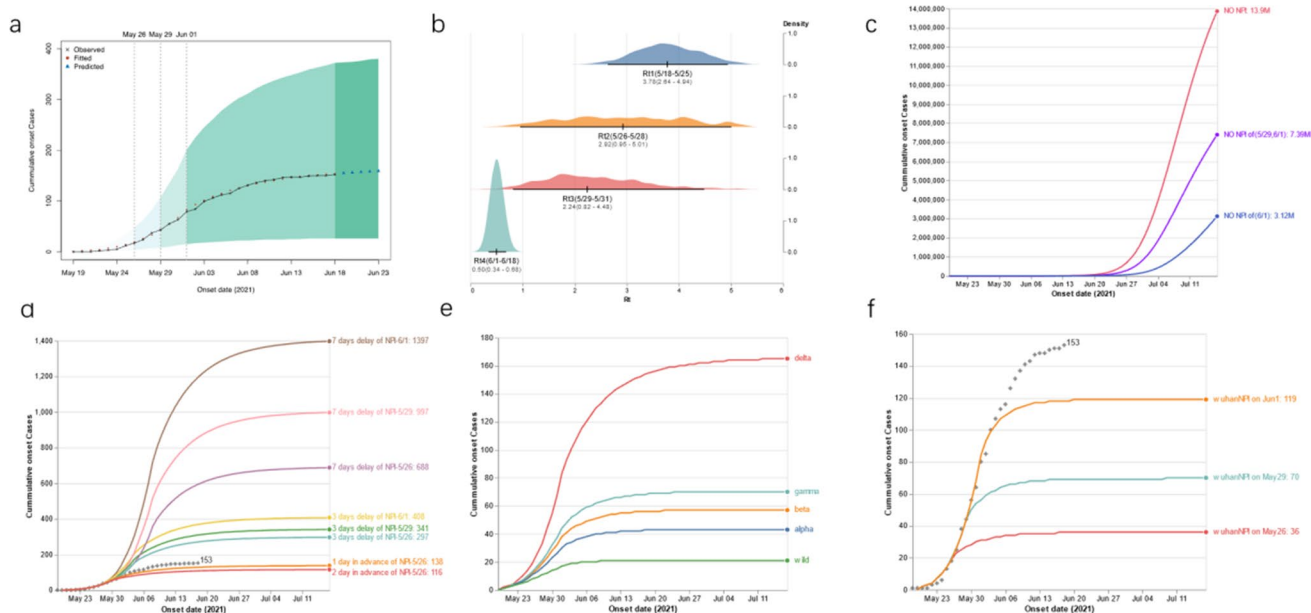 a
May 26 May 29 Jun 01
Observed
Fitted
Predicted
Cummulative onset Cases
400
300
200
100
0
May 19 May 24 May 29 Jun 03 Jun 08 Jun 13 Jun 18 Jun 23
Onset date (2021)
b
Density
1.0
0.0
Rt1(5/18-5/25)
3.78(2.64 - 4.94)
1.0
0.0
Rt2(5/26-5/28)
2.92(0.95 - 5.01)
1.0
0.0
Rt3(5/29-5/31)
2.24(0.82 - 4.48)
1.0
0.0
Rt4(6/1-6/18)
0.50(0.34 - 0.68)
0 1 2 3 4 5 6
Rt
c
Cummulative onset Cases
14,000,000
13,000,000
12,000,000
11,000,000
10,000,000
9,000,000
8,000,000
7,000,000
6,000,000
5,000,000
4,000,000
3,000,000
2,000,000
1,000,000
0
NO NPI: 13.9M
NO NPI of(5/29,6/1): 7.39M
NO NPI of(6/1): 3.12M
May 23 May 30 Jun 06 Jun 13 Jun 20 Jun 27 Jul 04 Jul 11
Onset date (2021)
d
Cummulative onset Cases
1,400
1,200
1,000
800
600
400
200
0
7 days delay of NPI-6/1: 1397
7 days delay of NPI-5/29: 997
7 days delay of NPI-5/26: 688
3 days delay of NPI-6/1: 408
3 days delay of NPI-5/29: 341
3 days delay of NPI-5/26: 297
153
1 day in advance of NPI-5/26: 138
2 day in advance of NPI-5/26: 116
May 23 May 30 Jun 06 Jun 13 Jun 20 Jun 27 Jul 04 Jul 11
Onset date (2021)
e
Cummulative onset Cases
180
160
140
120
100
80
60
40
20
0
delta
gamma
beta
alpha
wild
May 23 May 30 Jun 06 Jun 13 Jun 20 Jun 27 Jul 04 Jul 11
Onset date (2021)
f
Cummulative onset Cases
160
140
120
100
80
60
40
20
0
153
wuhanNPI on Jun1: 119
wuhanNPI on May29: 70
wuhanNPI on May26: 36
May 23 May 30 Jun 06 Jun 13 Jun 20 Jun 27 Jul 04 Jul 11
Onset date (2021)